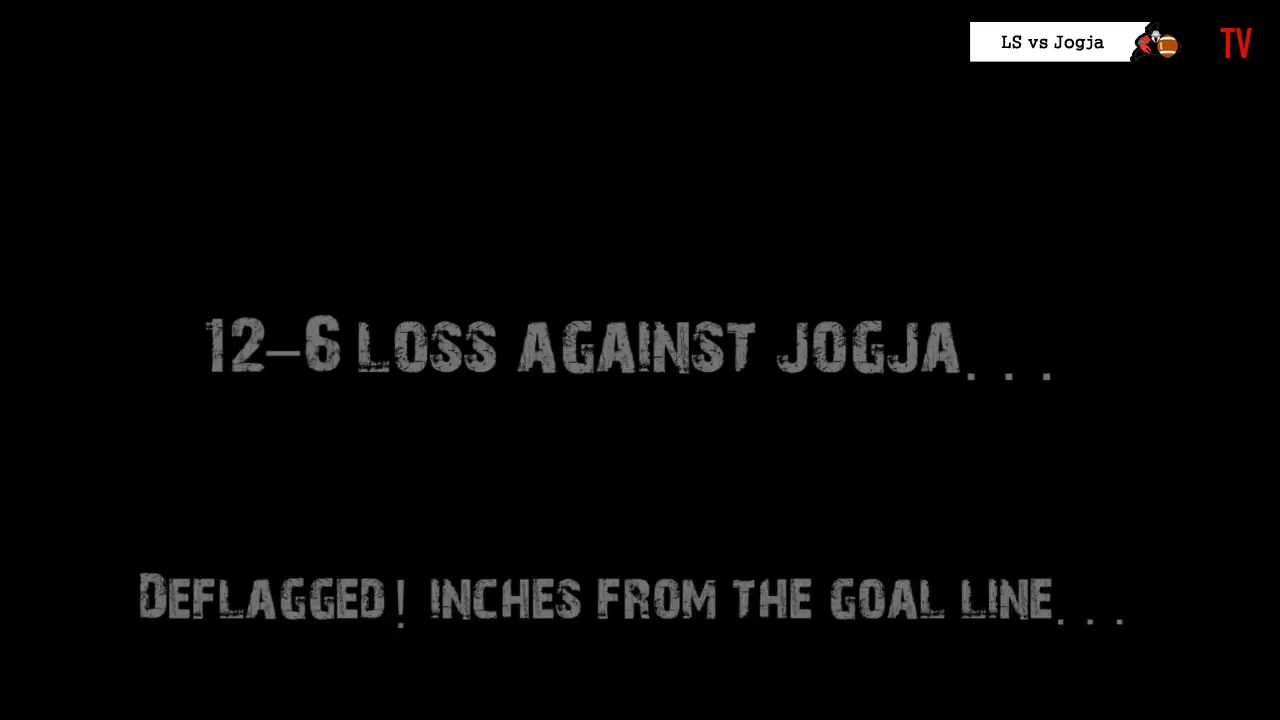 LS vs Jogja
TV
12–6 LOSS AGAINST JOGJA...
DEFLAGGED! INCHES FROM THE GOAL LINE...